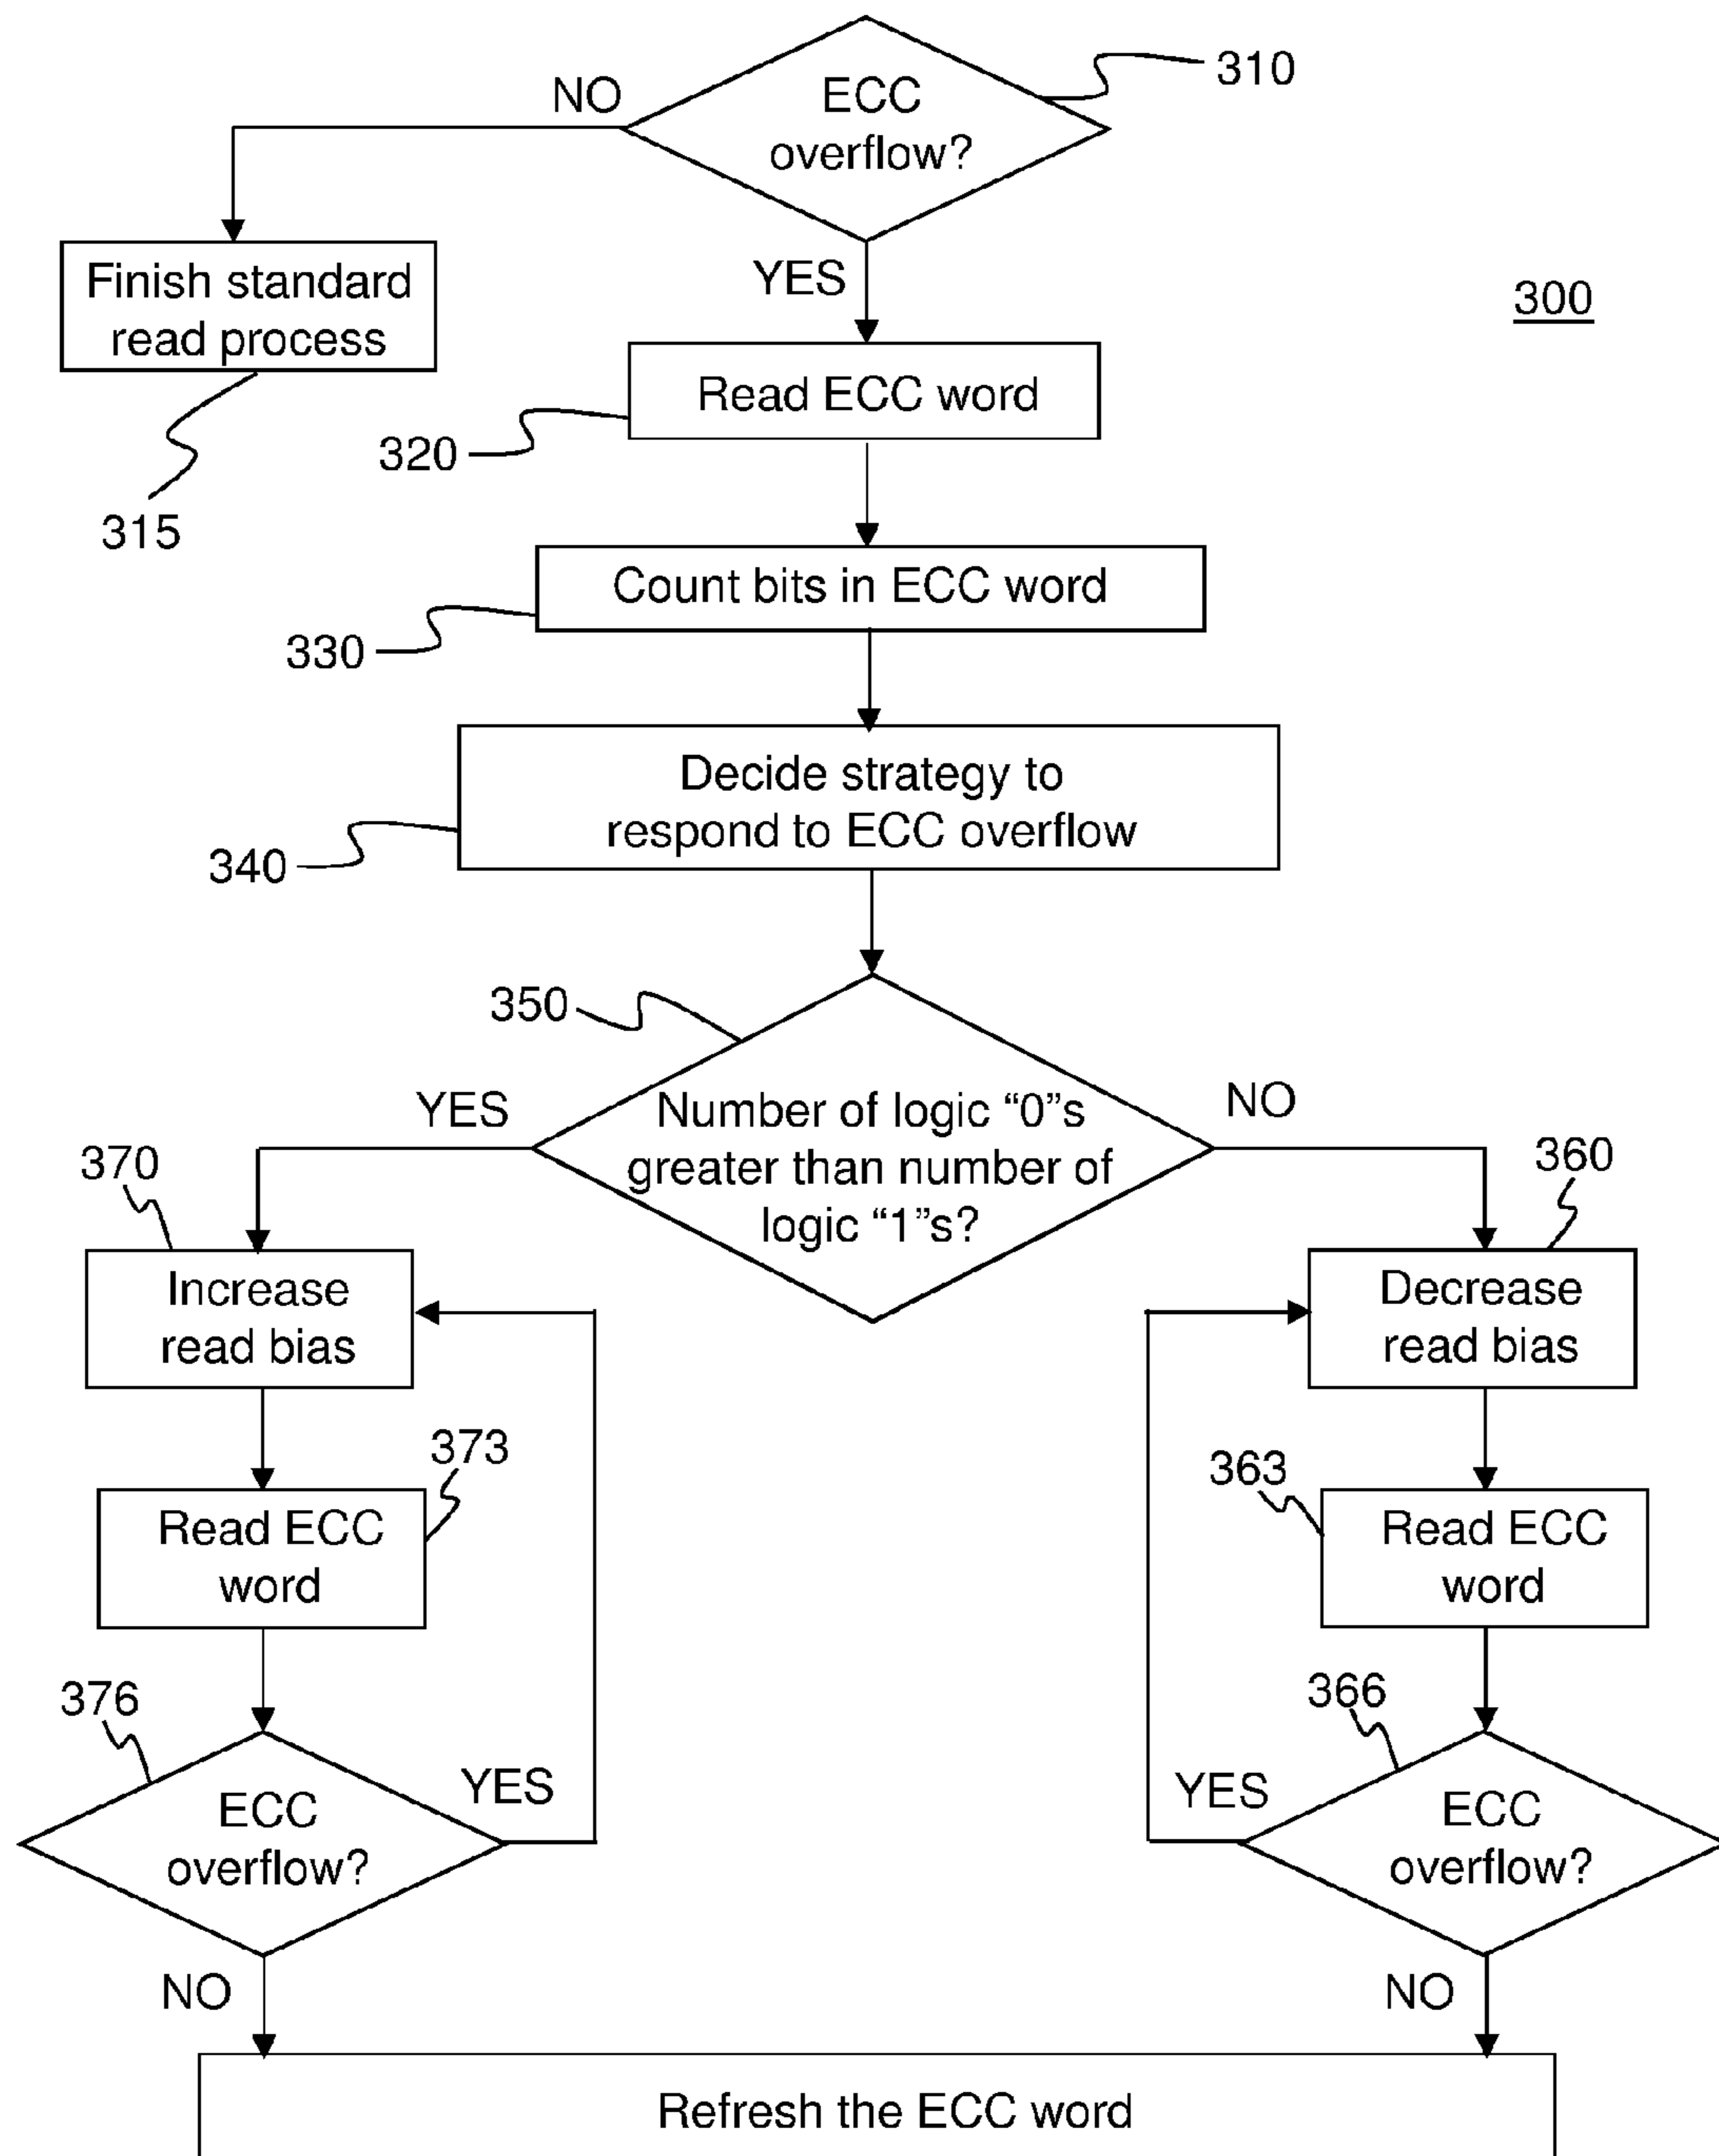 310
NO
ECC
overflow?
Finish standard
read process
YES
300
Read ECC word
320
315
Count bits in ECC word
330
Decide strategy to
respond to ECC overflow
340
350
YES
Number of logic “0”s
greater than number of
logic “1”s?
NO
370
360
Increase
read bias
Decrease
read bias
373
363
Read ECC
word
Read ECC
word
376
366
YES
YES
ECC
overflow?
ECC
overflow?
NO
NO
Refresh the ECC word